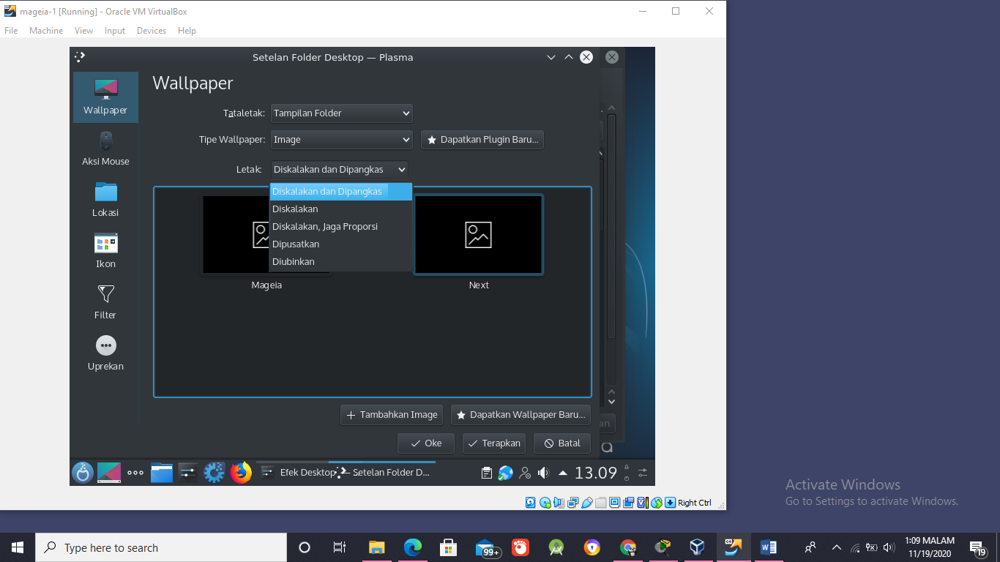 mageia-1 [Running] - Oracle VM VirtualBox
File Machine View Input Devices Help
Setelan Folder Desktop — Plasma
Wallpaper
Aksi Mouse
Lokasi
Ikon
Filter
Uprekan
Wallpaper
Tataletak: Tampilan Folder
Tipe Wallpaper: Image Dapatkan Plugin Baru...
Letak: Diskalakan dan Dipangkas
Diskalakan dan Dipangkas
Diskalakan
Diskalakan, Jaga Proporsi
Dipusatkan
Diubinkan
Mageia Next
Tambahkan Image Dapatkan Wallpaper Baru...
an
Oke Terapkan Batal
a
Efek Desktop — Setelan Folder D... 13.09
Right Ctrl
Activate Windows
Go to Settings to activate Windows.
Type here to search
99+
1:09 MALAM
11/19/2020
19